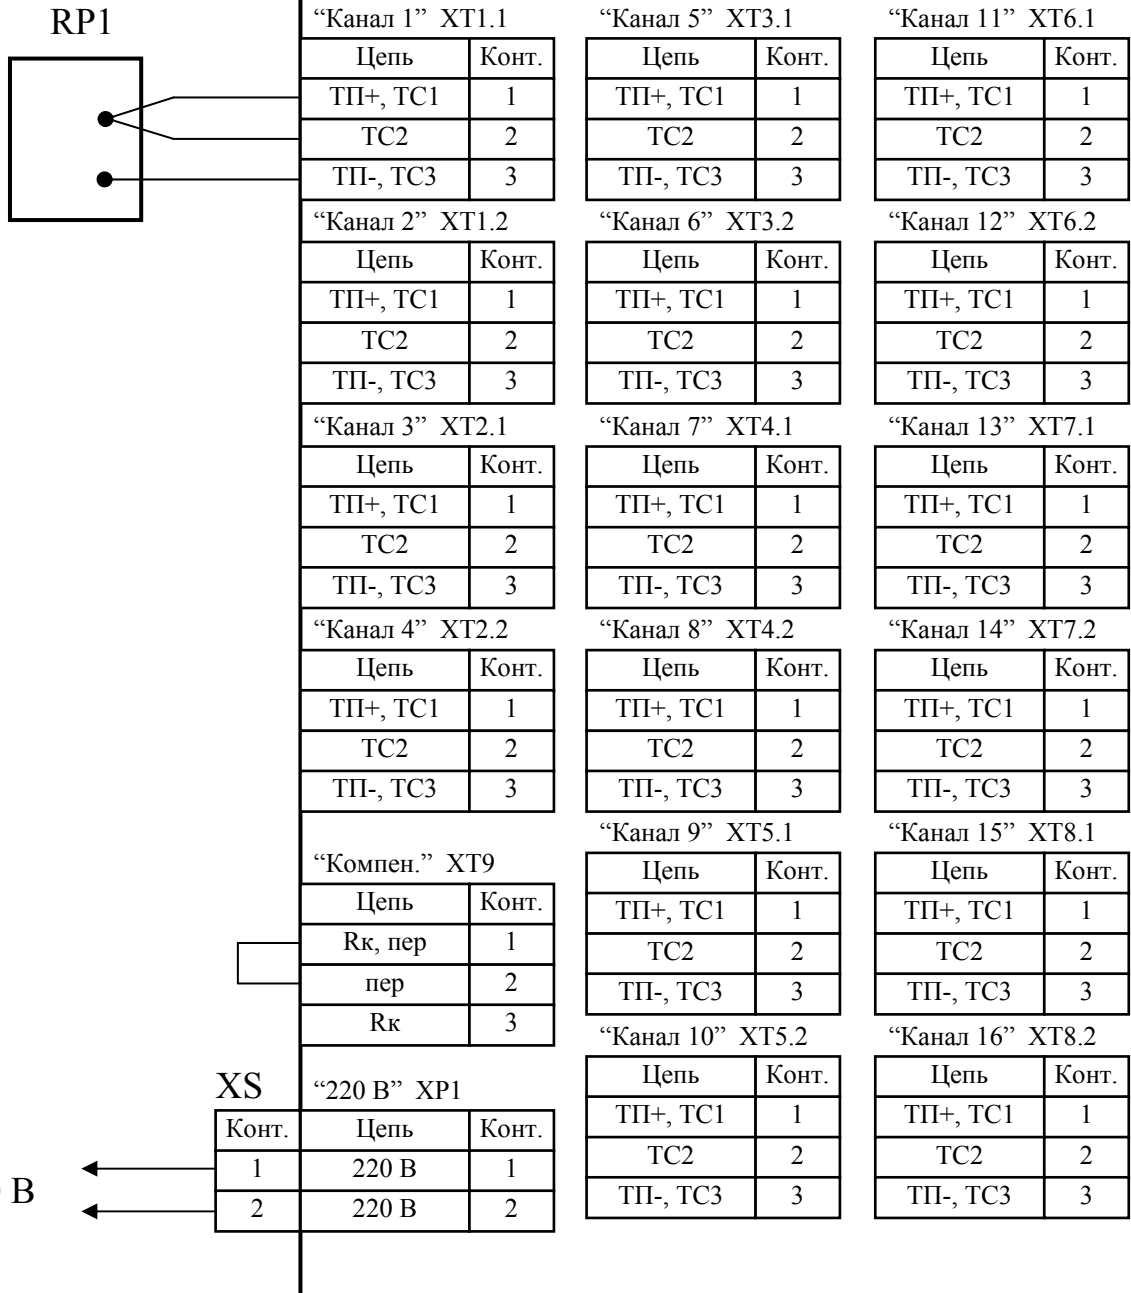 RP1
“Канал 1” XT1.1
Цепь Конт.
ТП+, ТС1 1
ТС2 2
ТП-, ТС3 3
“Канал 2” XT1.2
Цепь Конт.
ТП+, ТС1 1
ТС2 2
ТП-, ТС3 3
“Канал 3” XT2.1
Цепь Конт.
ТП+, ТС1 1
ТС2 2
ТП-, ТС3 3
“Канал 4” XT2.2
Цепь Конт.
ТП+, ТС1 1
ТС2 2
ТП-, ТС3 3
“Компен.” XT9
Цепь Конт.
Rк, пер 1
пер 2
Rк 3
XS
“220 В” XP1
Конт. Цепь Конт.
1 220 В 1
2 220 В 2
В
“Канал 5” XT3.1
Цепь Конт.
ТП+, ТС1 1
ТС2 2
ТП-, ТС3 3
“Канал 6” XT3.2
Цепь Конт.
ТП+, ТС1 1
ТС2 2
ТП-, ТС3 3
“Канал 7” XT4.1
Цепь Конт.
ТП+, ТС1 1
ТС2 2
ТП-, ТС3 3
“Канал 8” XT4.2
Цепь Конт.
ТП+, ТС1 1
ТС2 2
ТП-, ТС3 3
“Канал 9” XT5.1
Цепь Конт.
ТП+, ТС1 1
ТС2 2
ТП-, ТС3 3
“Канал 10” XT5.2
Цепь Конт.
ТП+, ТС1 1
ТС2 2
ТП-, ТС3 3
“Канал 11” XT6.1
Цепь Конт.
ТП+, ТС1 1
ТС2 2
ТП-, ТС3 3
“Канал 12” XT6.2
Цепь Конт.
ТП+, ТС1 1
ТС2 2
ТП-, ТС3 3
“Канал 13” XT7.1
Цепь Конт.
ТП+, ТС1 1
ТС2 2
ТП-, ТС3 3
“Канал 14” XT7.2
Цепь Конт.
ТП+, ТС1 1
ТС2 2
ТП-, ТС3 3
“Канал 15” XT8.1
Цепь Конт.
ТП+, ТС1 1
ТС2 2
ТП-, ТС3 3
“Канал 16” XT8.2
Цепь Конт.
ТП+, ТС1 1
ТС2 2
ТП-, ТС3 3